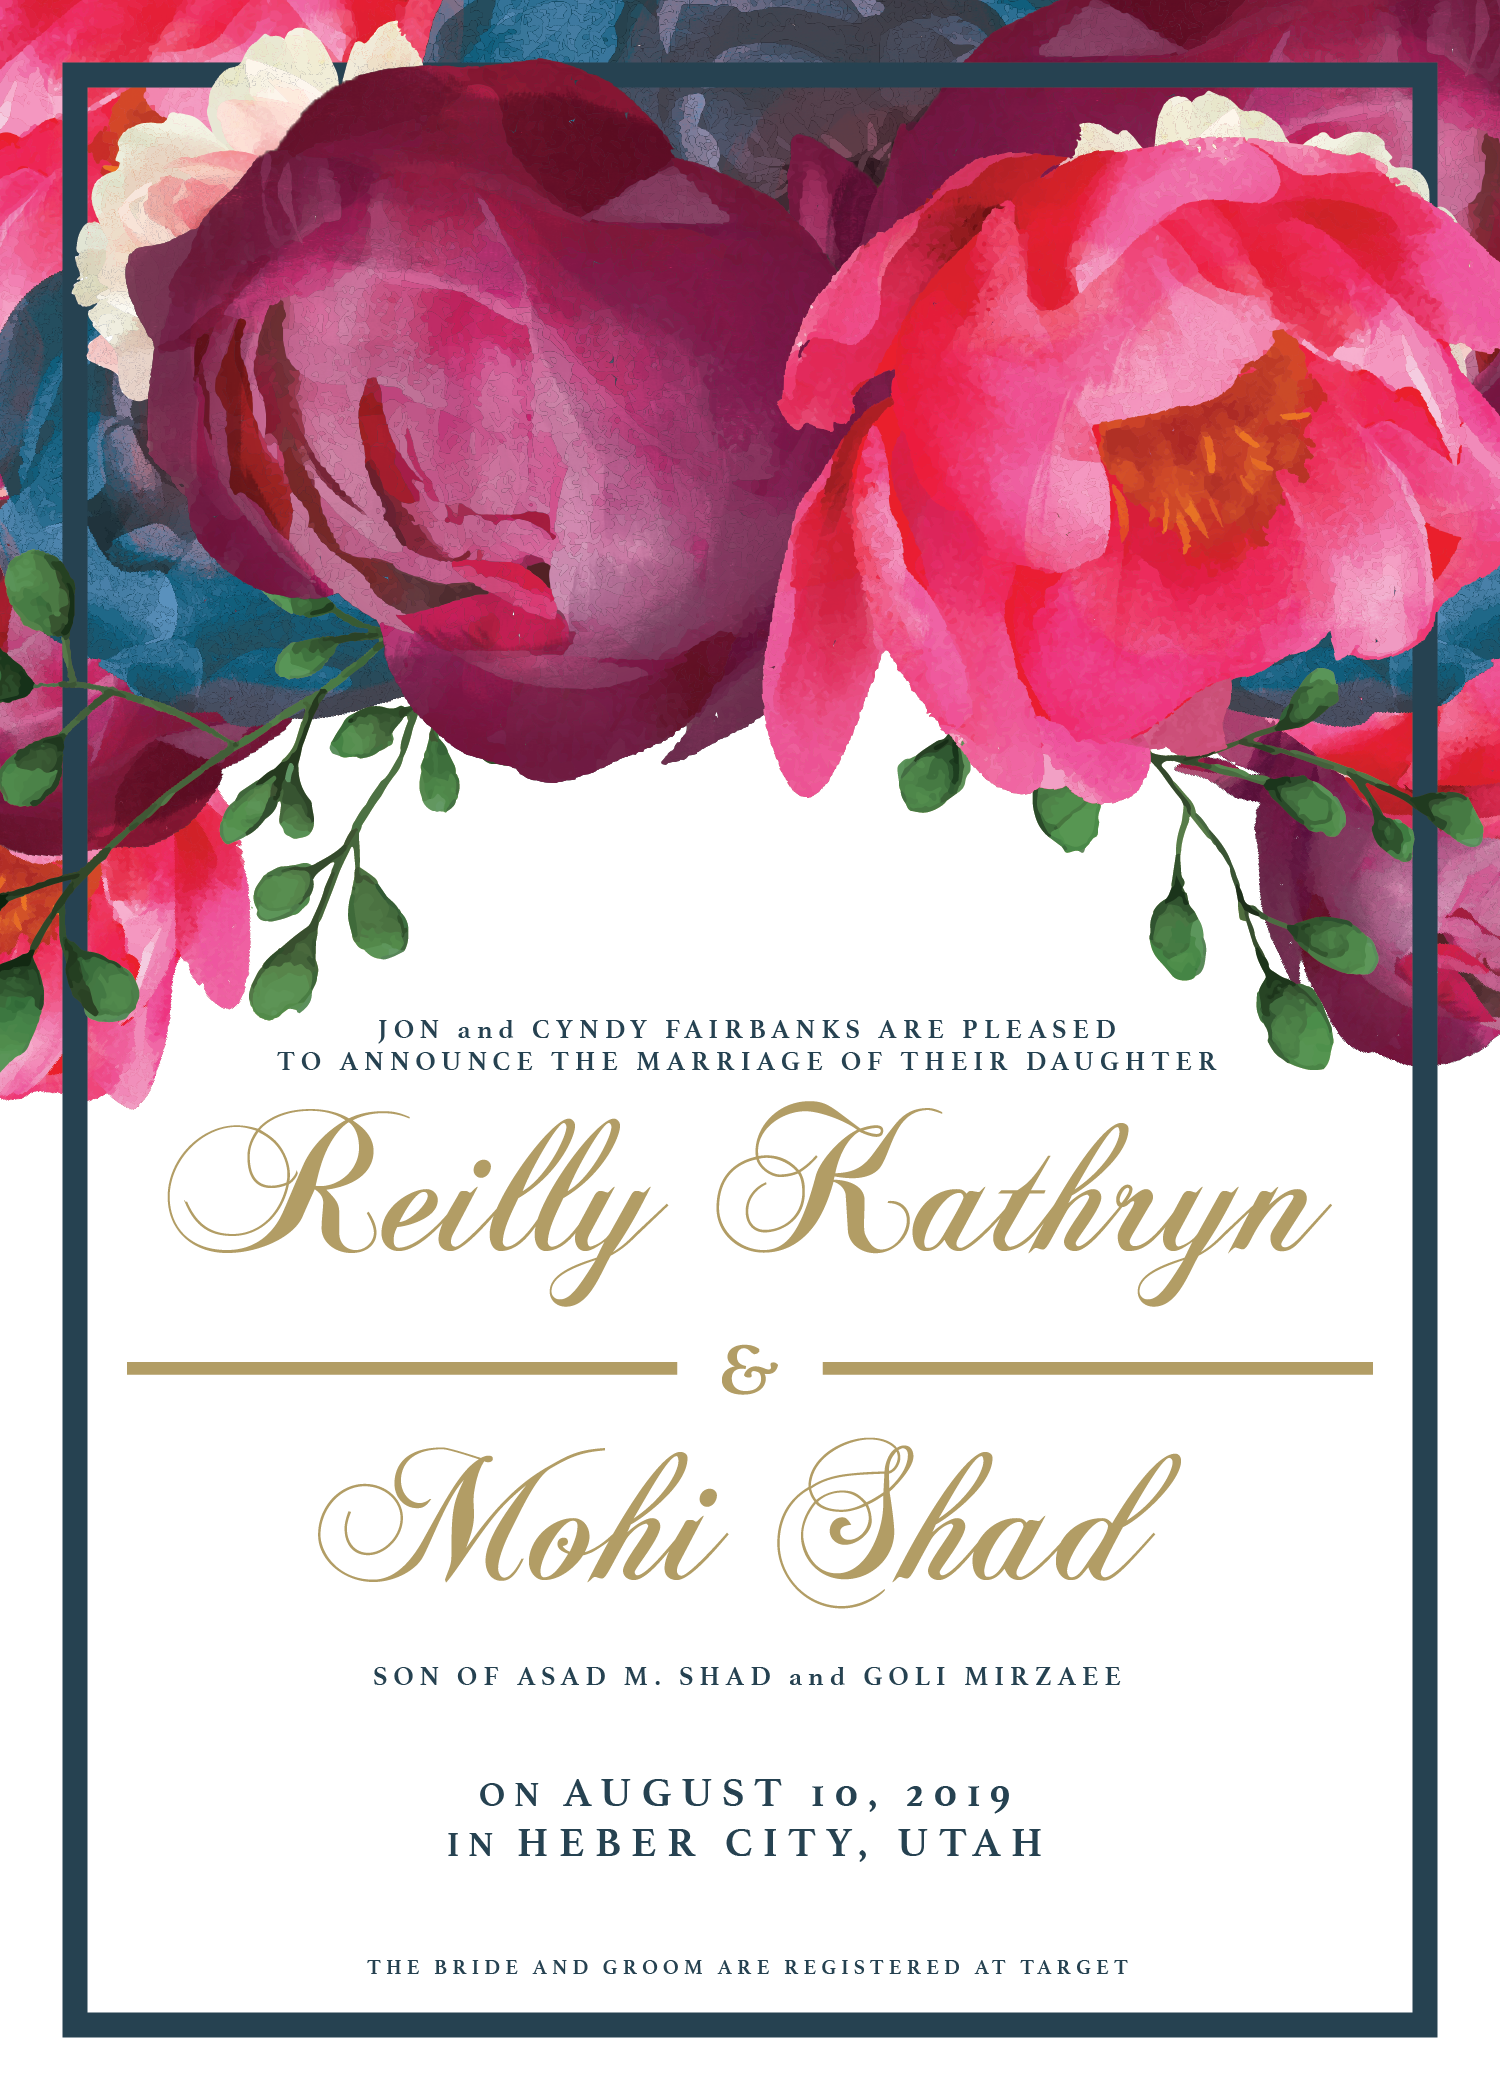 JON and CYNDY FAIRBANKS ARE PLEASED
TO ANNOUNCE THE MARRIAGE OF THEIR DAUGHTER
Reilly Kathryn
&
Mohi Shad
SON OF ASAD M. SHAD and GOLI MIRZAEE
ON AUGUST 10, 2019
IN HEBER CITY, UTAH
THE BRIDE AND GROOM ARE REGISTERED AT TARGET